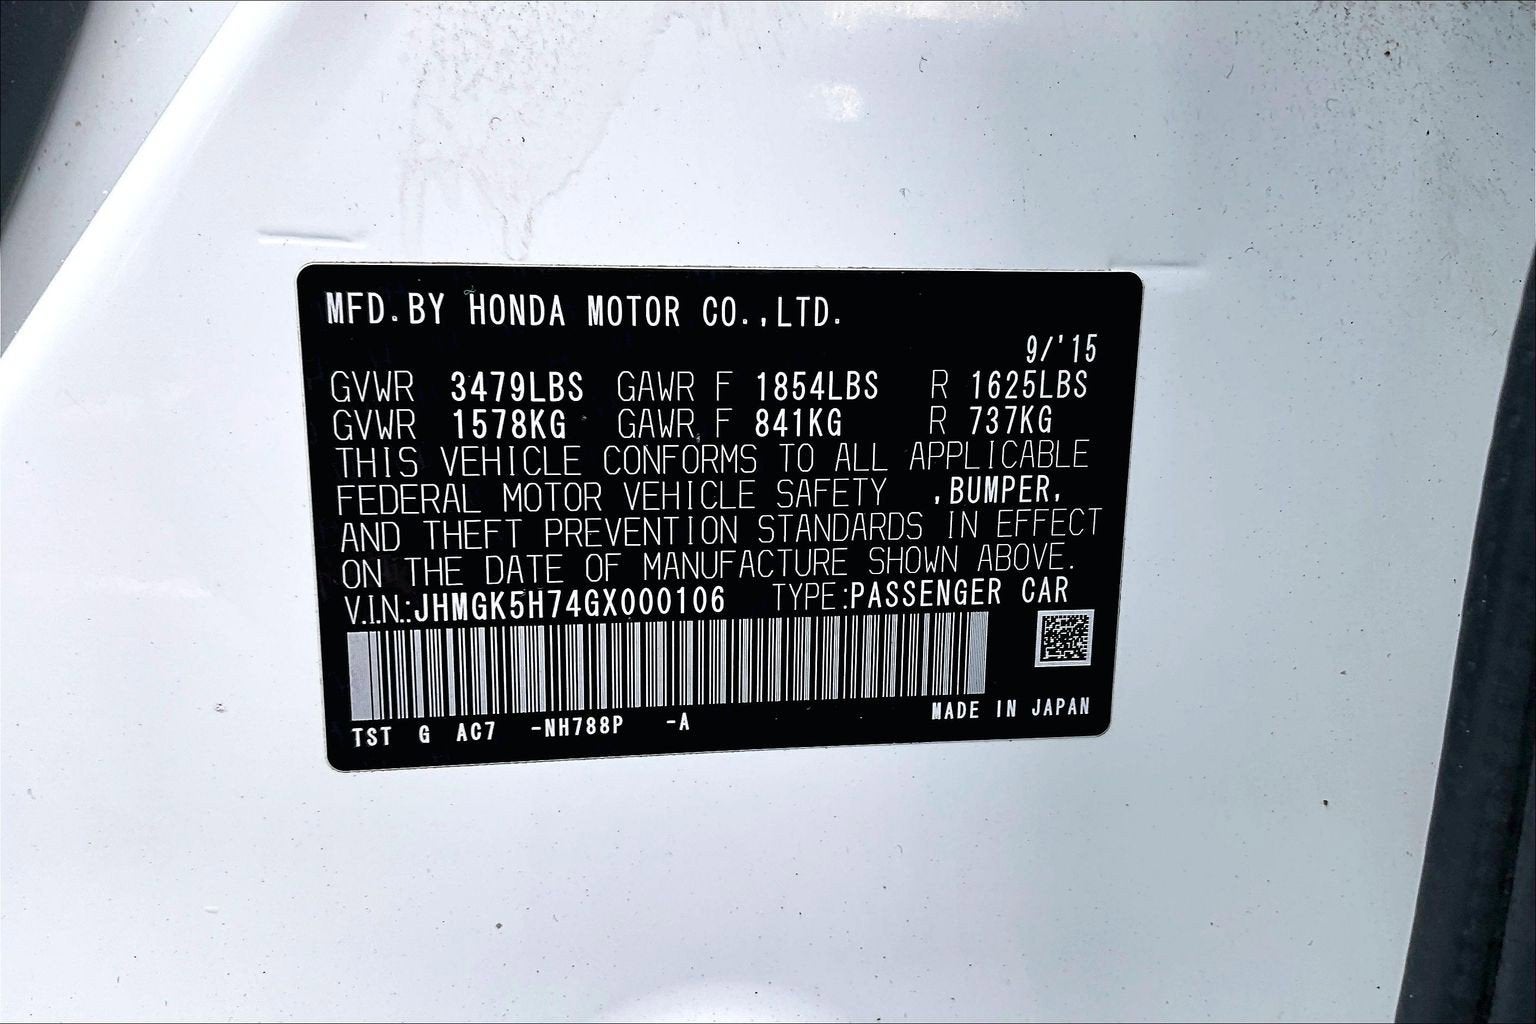 MFD.BY HONDA MOTOR CO.,LTD.
9/'15
GVWR 3479LBS GAWR F 1854LBS R 1625LBS
GVWR 1578KG GAWR F 841KG R 737KG
THIS VEHICLE CONFORMS TO ALL APPLICABLE
FEDERAL MOTOR VEHICLE SAFETY ,BUMPER,
AND THEFT PREVENTION STANDARDS IN EFFECT
ON THE DATE OF MANUFACTURE SHOWN ABOVE.
V.I.N.:JHMGK5H74GX000106 TYPE:PASSENGER CAR
MADE IN JAPAN
TST G AC7 -NH788P -A